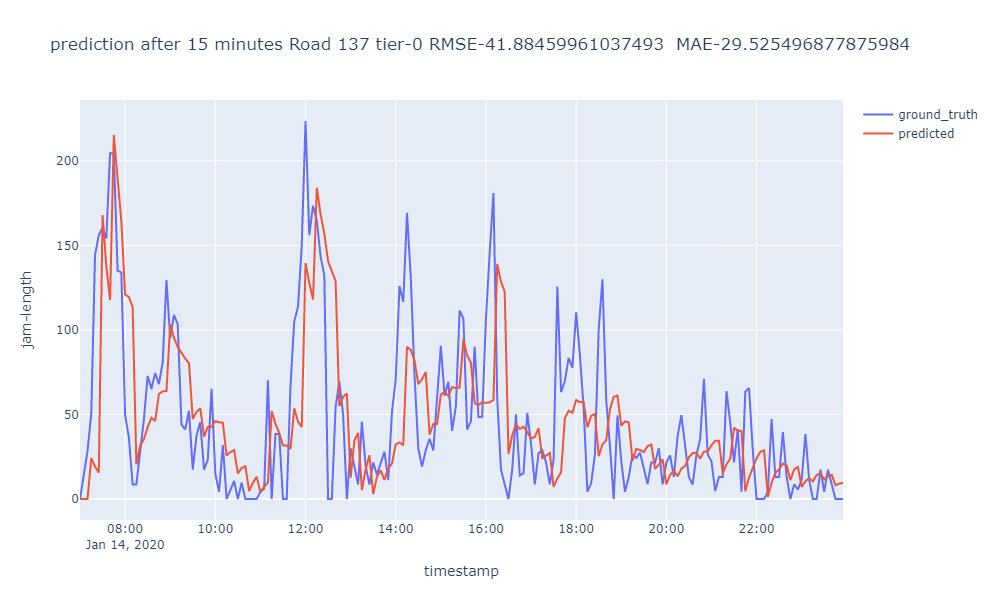 prediction after 15 minutes Road 137 tier-0 RMSE-41.88459961037493  MAE-29.525496877875984
ground_truth
predicted
200
150
100
50
0
jam-length
08:00 10:00 12:00 14:00 16:00 18:00 20:00 22:00
Jan 14, 2020
timestamp